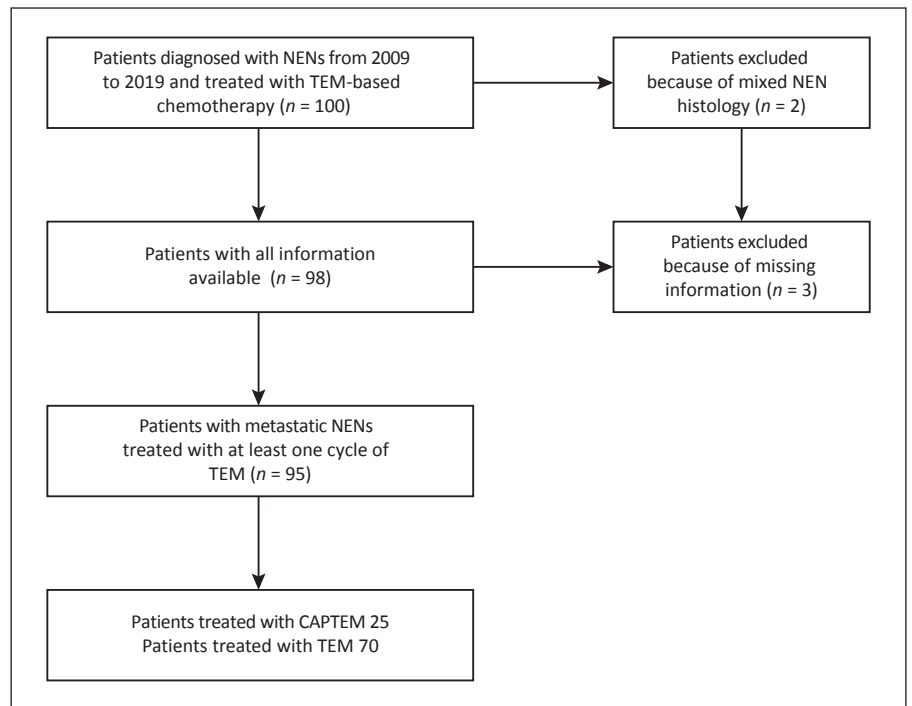 Patients diagnosed with NENs from 2009
to 2019 and treated with TEM-based
chemotherapy (n = 100)
Patients excluded
because of mixed NEN
histology (n = 2)
Patients with all information
available (n = 98)
Patients excluded
because of missing
information (n = 3)
Patients with metastatic NENs
treated with at least one cycle of
TEM (n = 95)
Patients treated with CAPTEM 25
Patients treated with TEM 70